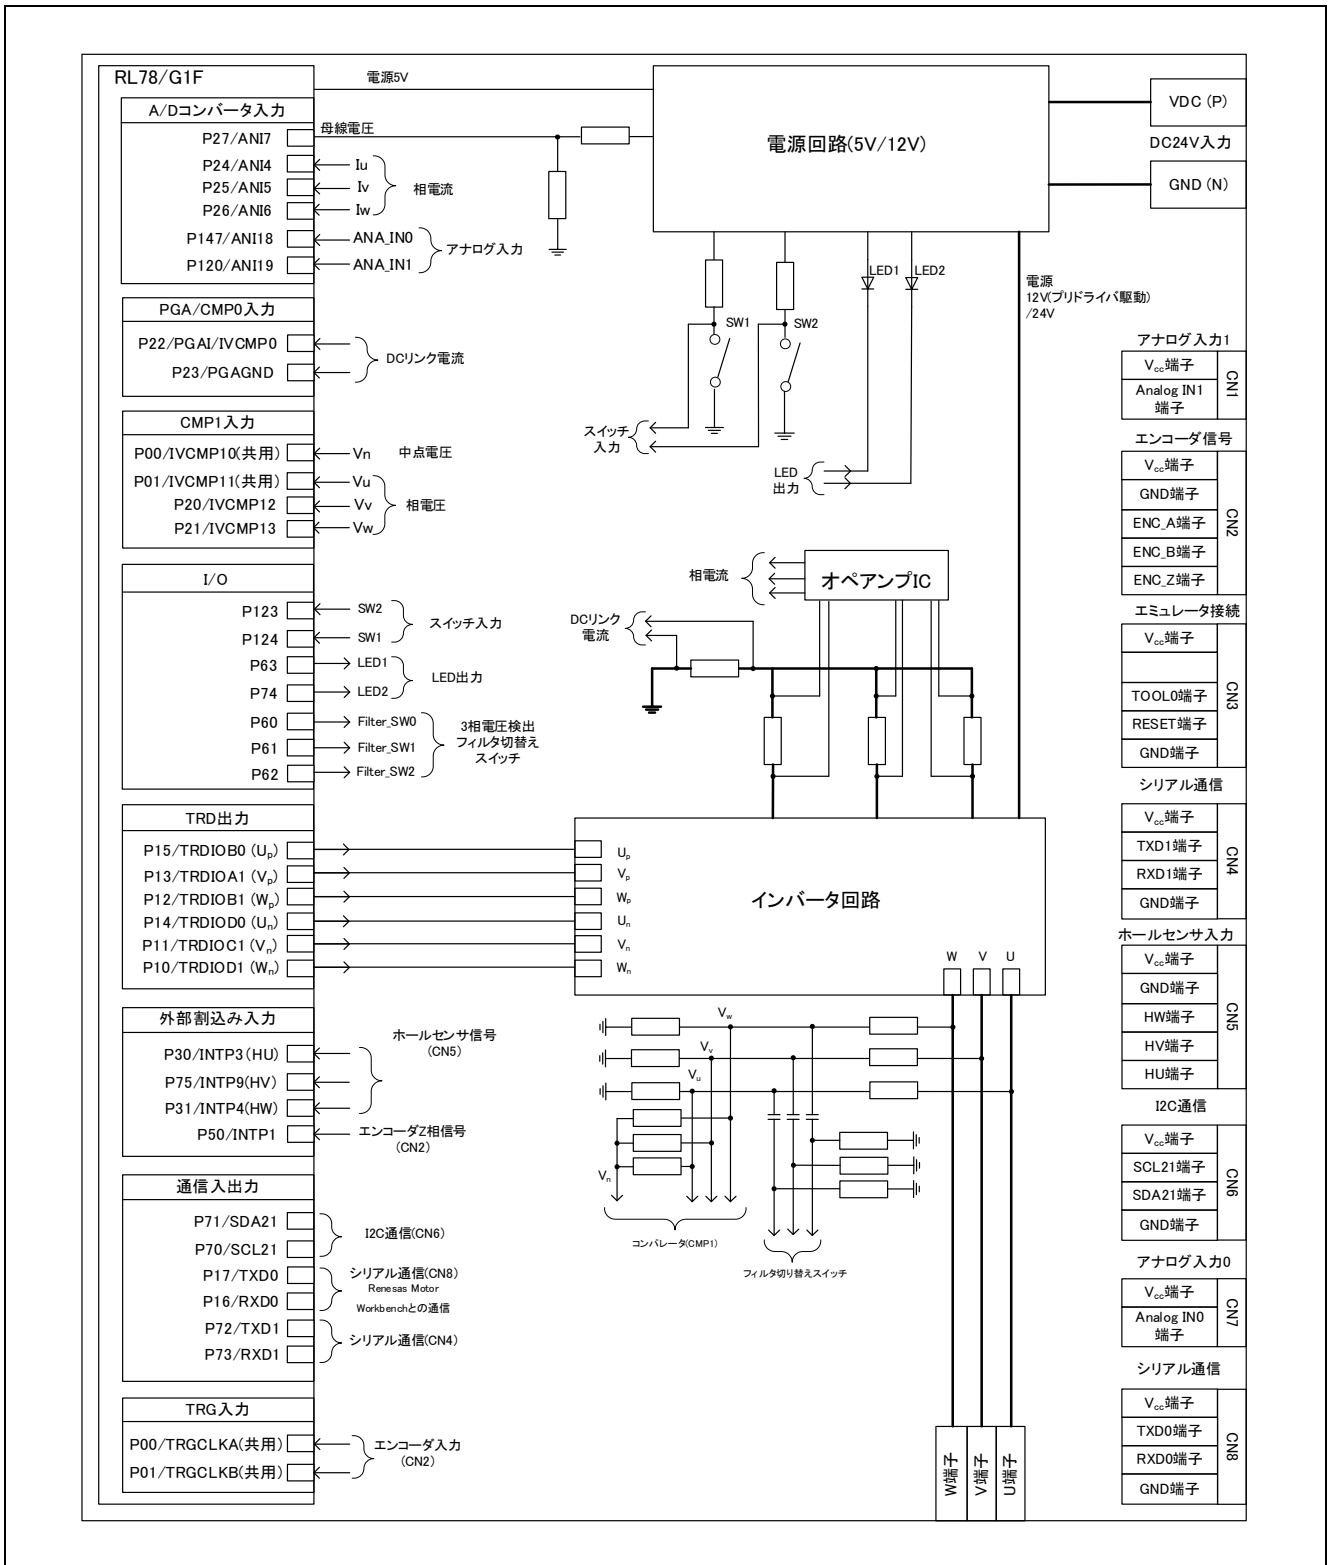 RL78/G1F
A/Dコンバータ入力
P27/ANI7
P24/ANI4
P25/ANI5
P26/ANI6
P147/ANI18
P120/ANI19
電源5V
母線電圧
Iu
Iv
Iw
相電流
ANA_IN0
ANA_IN1
アナログ入力
PGA/CMP0入力
P22/PGAI/IVCMP0
P23/PGAGND
DCリンク電流
CMP1入力
P00/IVCMP10(共用)
P01/IVCMP11(共用)
P20/IVCMP12
P21/IVCMP13
Vn
中点電圧
Vu
Vv
Vw
相電圧
I/O
P123
P124
P63
P74
P60
P61
P62
SW2
SW1
スイッチ入力
LED1
LED2
LED出力
Filter_SW0
Filter_SW1
Filter_SW2
3相電圧検出
フィルタ切替え
スイッチ
TRD出力
P15/TRDIOB0 (Up)
P13/TRDIOA1 (Vp)
P12/TRDIOB1 (Wp)
P14/TRDIOD0 (Un)
P11/TRDIOC1 (Vn)
P10/TRDIOD1 (Wn)
外部割込み入力
P30/INTP3(HU)
P75/INTP9(HV)
P31/INTP4(HW)
P50/INTP1
ホールセンサ信号
(CN5)
エンコーダZ相信号
(CN2)
通信入出力
P71/SDA21
P70/SCL21
P17/TXD0
P16/RXD0
P72/TXD1
P73/RXD1
I2C通信(CN6)
シリアル通信(CN8)
Renesas Motor
Workbenchとの通信
シリアル通信(CN4)
TRG入力
P00/TRGCLKA(共用)
P01/TRGCLKB(共用)
エンコーダ入力
(CN2)
電源回路(5V/12V)
VDC (P)
DC24V入力
GND (N)
LED1
LED2
SW1
SW2
電源
12V(プリドライバ駆動)
/24V
スイッチ
入力
LED
出力
相電流
オペアンプIC
DCリンク
電流
インバータ回路
Up
Vp
Wp
Un
Vn
Wn
W
V
U
Vw
Vv
Vu
Vn
コンパレータ(CMP1)
フィルタ切り替えスイッチ
W端子
V端子
U端子
アナログ入力1
Vcc端子
Analog IN1
端子
CN1
エンコーダ信号
Vcc端子
GND端子
ENC_A端子
ENC_B端子
ENC_Z端子
CN2
エミュレータ接続
Vcc端子
TOOL0端子
RESET端子
GND端子
CN3
シリアル通信
Vcc端子
TXD1端子
RXD1端子
GND端子
CN4
ホールセンサ入力
Vcc端子
GND端子
HW端子
HV端子
HU端子
CN5
I2C通信
Vcc端子
SCL21端子
SDA21端子
GND端子
CN6
アナログ入力0
Vcc端子
Analog IN0
端子
CN7
シリアル通信
Vcc端子
TXD0端子
RXD0端子
GND端子
CN8